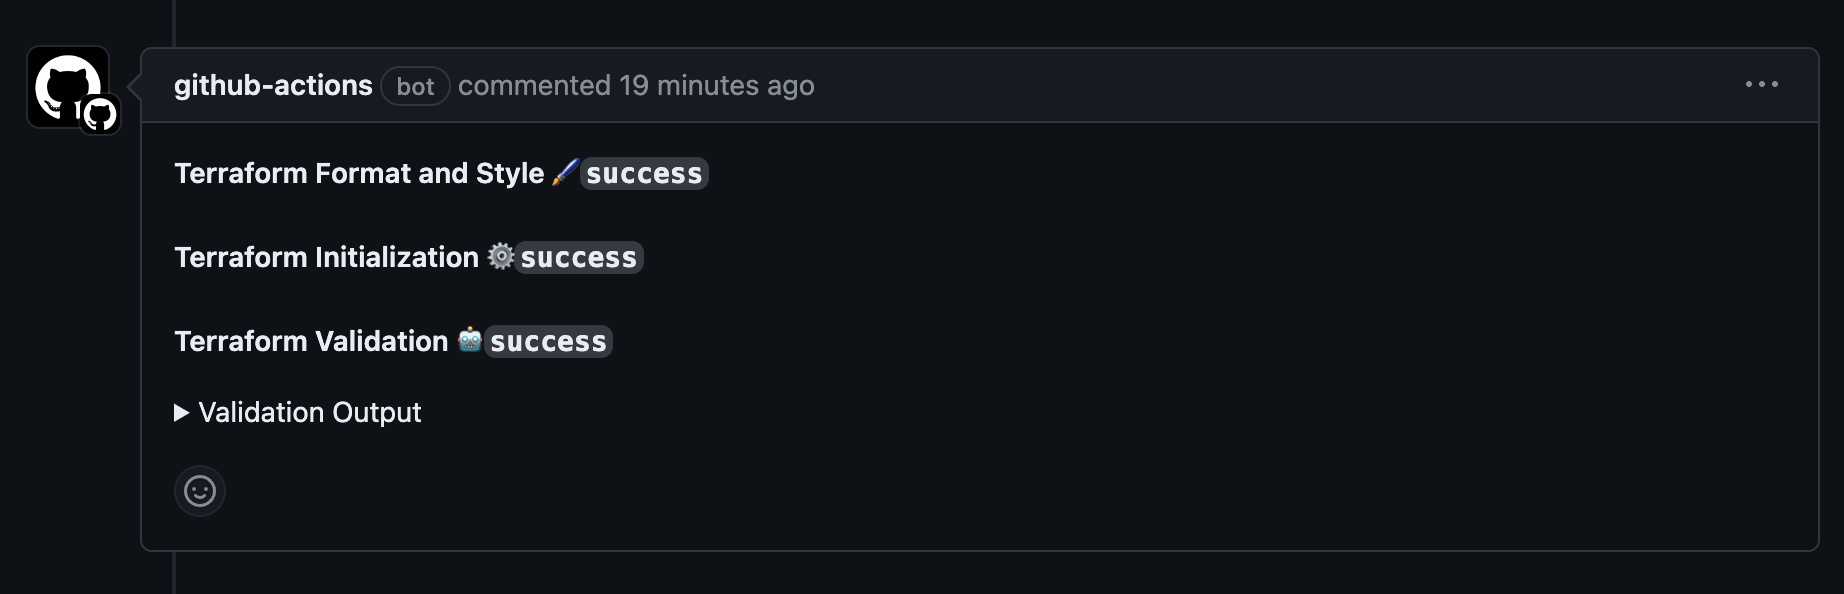 github-actions bot commented 19 minutes ago
Terraform Format and Style 🖌success
Terraform Initialization ⚙️success
Terraform Validation 🤖success
▶ Validation Output